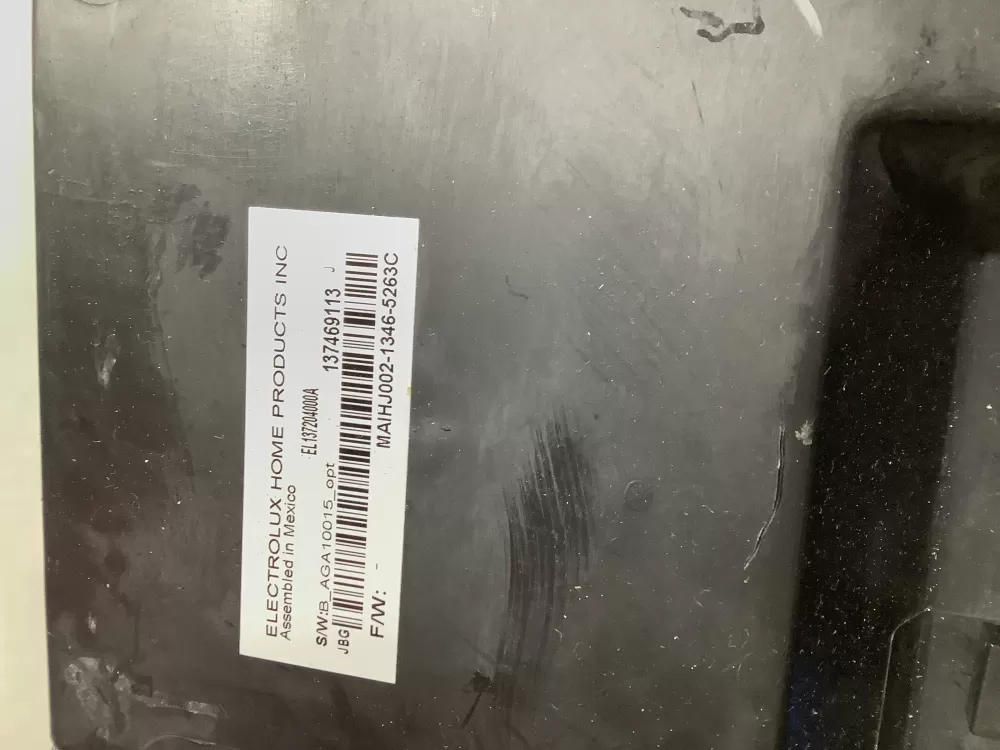 ELECTROLUX HOME PRODUCTS INC
Assembled in Mexico
EL137204000A
S/W:B_AGA10015_opt
137469113 J
JBG
MAIHJ002-1346-5263C
F/W: -